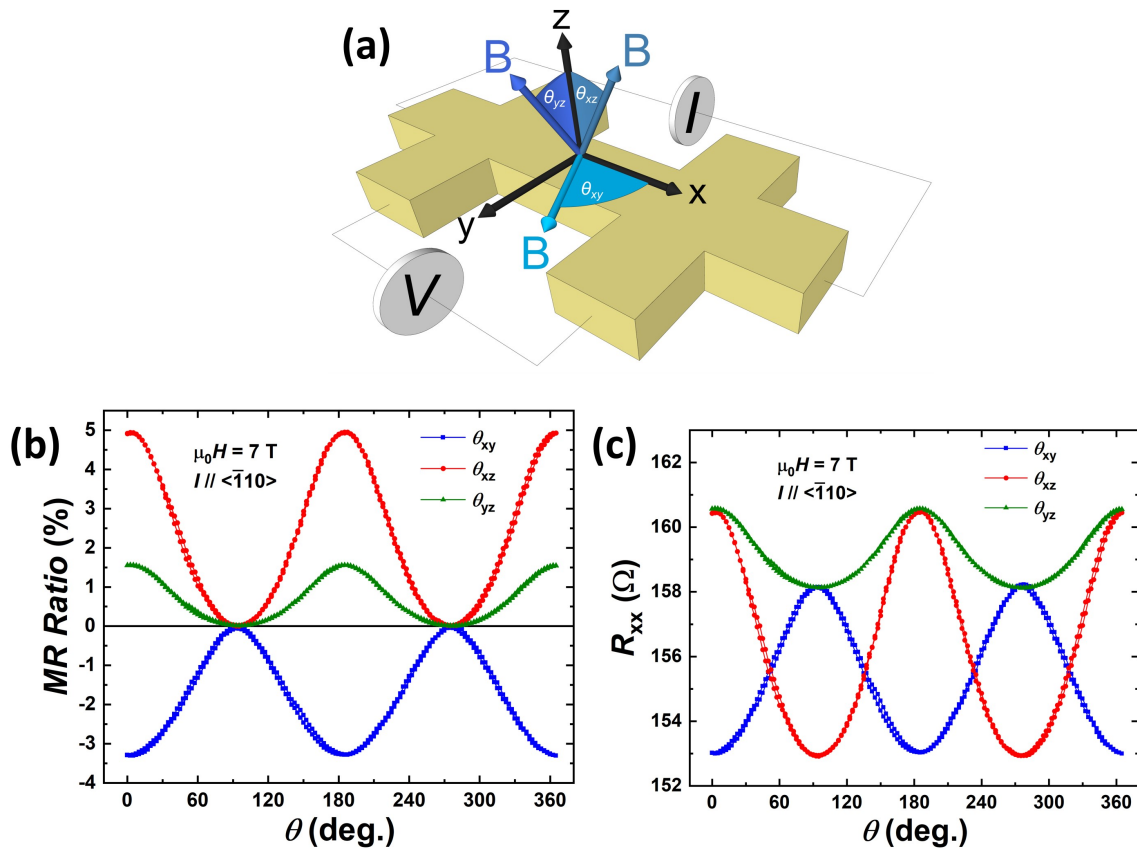 (a)
z
B
B
θyz
θxz
I
θxy
x
y
B
V
(b)
MR Ratio (%)
5
4
3
2
1
0
-1
-2
-3
-4
μ0H = 7 T
I // <1̅10>
θxy
θxz
θyz
0 60 120 180 240 300 360
θ (deg.)
(c)
Rxx (Ω)
162
160
158
156
154
152
μ0H = 7 T
I // <1̅10>
θxy
θxz
θyz
0 60 120 180 240 300 360
θ (deg.)